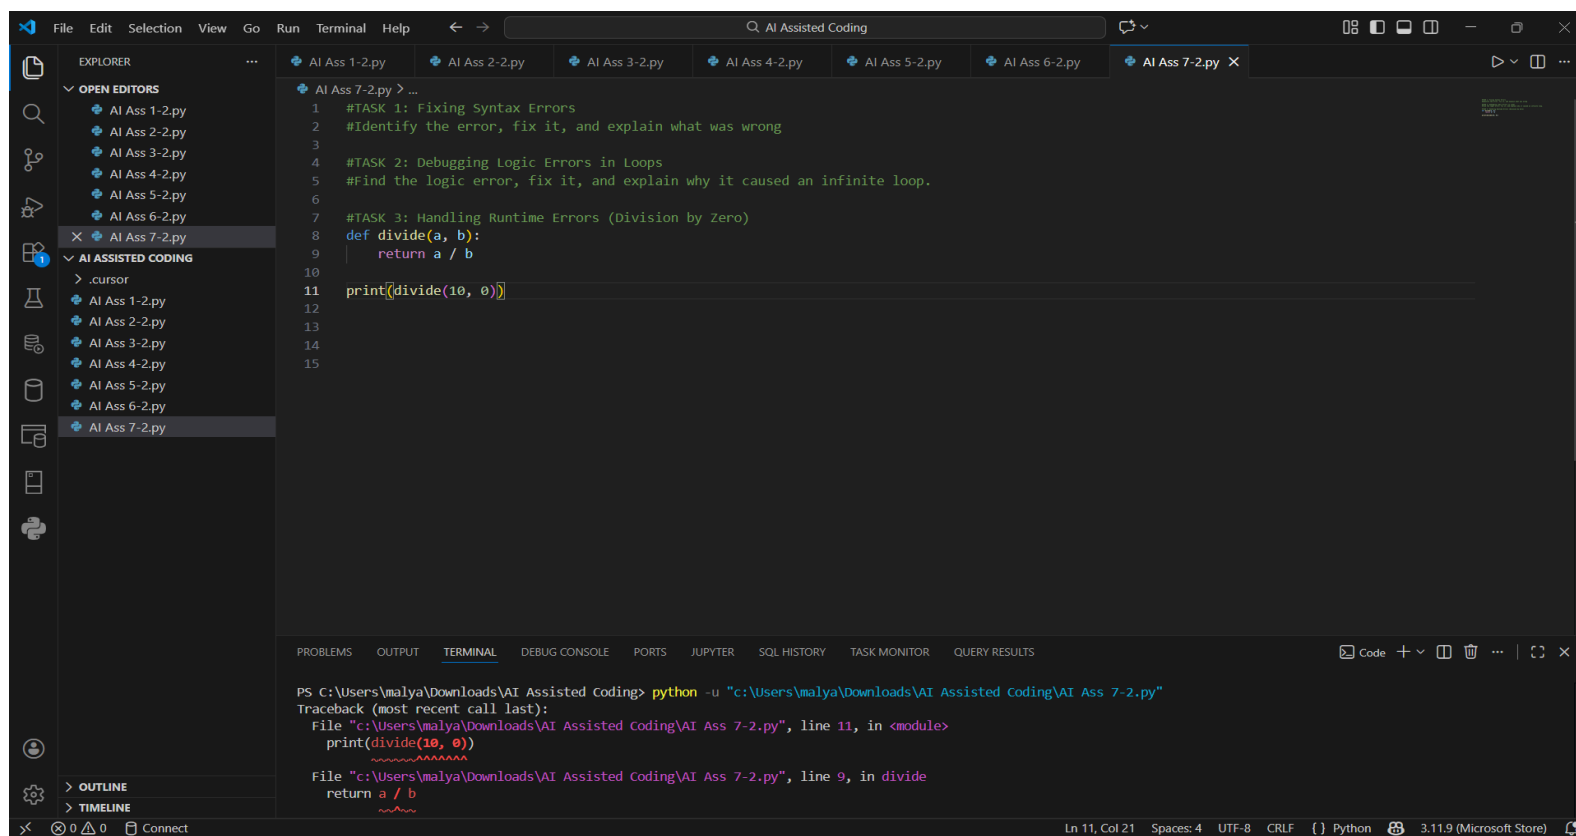 File Edit Selection View Go Run Terminal Help
AI Assisted Coding
EXPLORER
AI Ass 1-2.py AI Ass 2-2.py AI Ass 3-2.py AI Ass 4-2.py AI Ass 5-2.py AI Ass 6-2.py AI Ass 7-2.py
OPEN EDITORS
AI Ass 1-2.py
AI Ass 2-2.py
AI Ass 3-2.py
AI Ass 4-2.py
AI Ass 5-2.py
AI Ass 6-2.py
AI Ass 7-2.py
AI ASSISTED CODING
> .cursor
AI Ass 1-2.py
AI Ass 2-2.py
AI Ass 3-2.py
AI Ass 4-2.py
AI Ass 5-2.py
AI Ass 6-2.py
AI Ass 7-2.py
1
OUTLINE
TIMELINE
AI Ass 7-2.py > ...
1 #TASK 1: Fixing Syntax Errors
2 #Identify the error, fix it, and explain what was wrong
3
4 #TASK 2: Debugging Logic Errors in Loops
5 #Find the logic error, fix it, and explain why it caused an infinite loop.
6
7 #TASK 3: Handling Runtime Errors (Division by Zero)
8 def divide(a, b):
9     return a / b
10
11 print(divide(10, 0))
12
13
14
15
PROBLEMS OUTPUT TERMINAL DEBUG CONSOLE PORTS JUPYTER SQL HISTORY TASK MONITOR QUERY RESULTS
Code
PS C:\Users\malya\Downloads\AI Assisted Coding> python -u "c:\Users\malya\Downloads\AI Assisted Coding\AI Ass 7-2.py"
Traceback (most recent call last):
  File "c:\Users\malya\Downloads\AI Assisted Coding\AI Ass 7-2.py", line 11, in <module>
    print(divide(10, 0))
          ~~~~~~^^^^^^^
  File "c:\Users\malya\Downloads\AI Assisted Coding\AI Ass 7-2.py", line 9, in divide
    return a / b
           ~~^~~
0 0 Connect
Ln 11, Col 21 Spaces: 4 UTF-8 CRLF { } Python 3.11.9 (Microsoft Store)